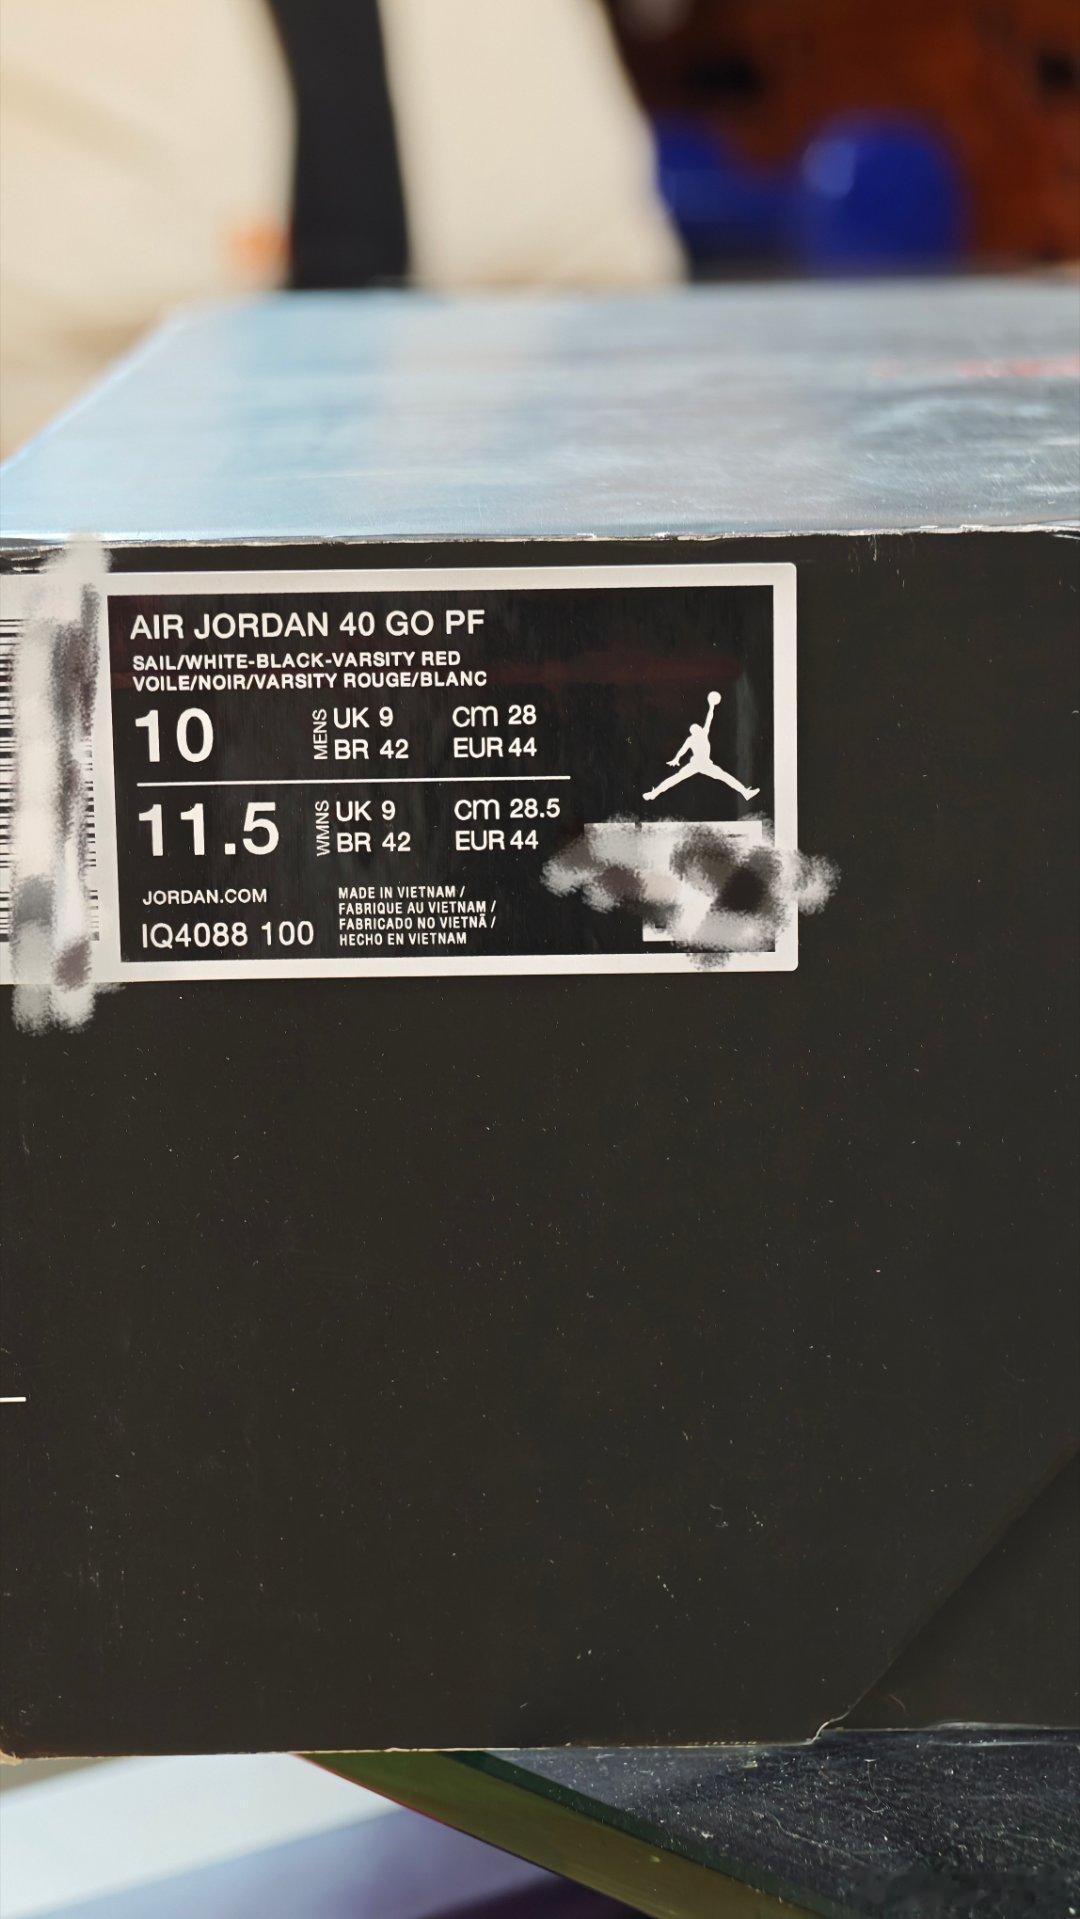 AIR JORDAN 40 GO PF
SAIL/WHITE-BLACK-VARSITY RED
VOILE/NOIR/VARSITY ROUGE/BLANC
10 MENS UK 9 cm 28
BR 42 EUR 44
11.5 WMNS UK 9 cm 28.5
BR 42 EUR 44
JORDAN.COM
IQ4088 100
MADE IN VIETNAM /
FABRIQUE AU VIETNAM /
FABRICADO NO VIETNÃ /
HECHO EN VIETNAM